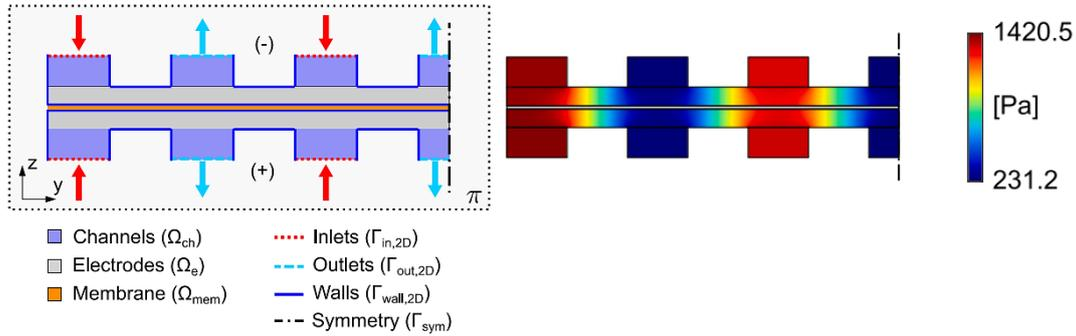 (-)
1420.5
[Pa]
231.2
(+)
z
y
π
Channels (Ωch)
Electrodes (Ωe)
Membrane (Ωmem)
Inlets (Γin,2D)
Outlets (Γout,2D)
Walls (Γwall,2D)
Symmetry (Γsym)